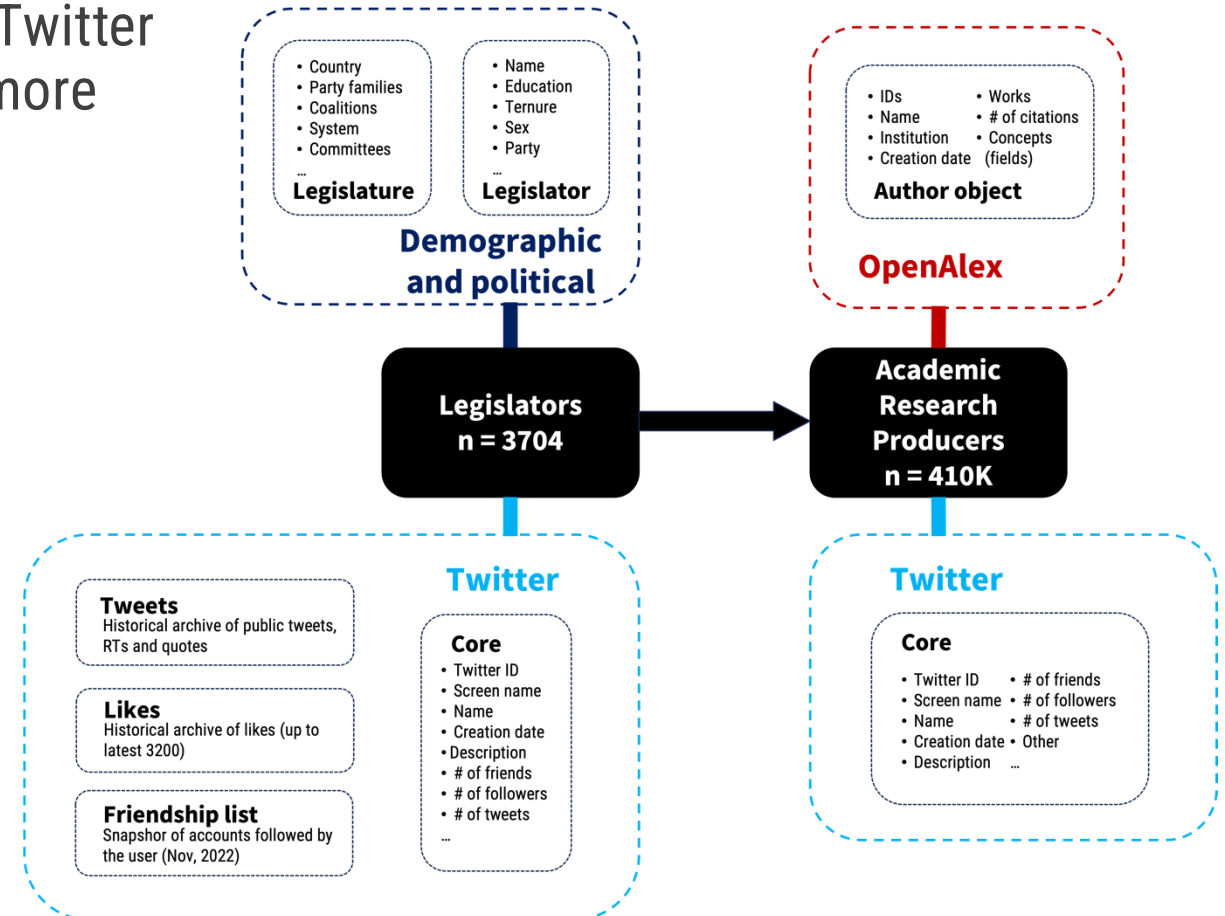 Twitter
more
• Country
• Party families
• Coalitions
• System
• Committees
...
Legislature
• Name
• Education
• Ternure
• Sex
• Party
...
Legislator
Demographic
and political
• IDs
• Name
• Institution
• Creation date
• Works
• # of citations
• Concepts
(fields)
Author object
OpenAlex
Legislators
n = 3704
Academic
Research
Producers
n = 410K
Twitter
Tweets
Historical archive of public tweets,
RTs and quotes
Likes
Historical archive of likes (up to
latest 3200)
Friendship list
Snapshor of accounts followed by
the user (Nov, 2022)
Core
• Twitter ID
• Screen name
• Name
• Creation date
• Description
• # of friends
• # of followers
• # of tweets
...
Twitter
Core
• Twitter ID
• Screen name
• Name
• Creation date
• Description
• # of friends
• # of followers
• # of tweets
• Other
...